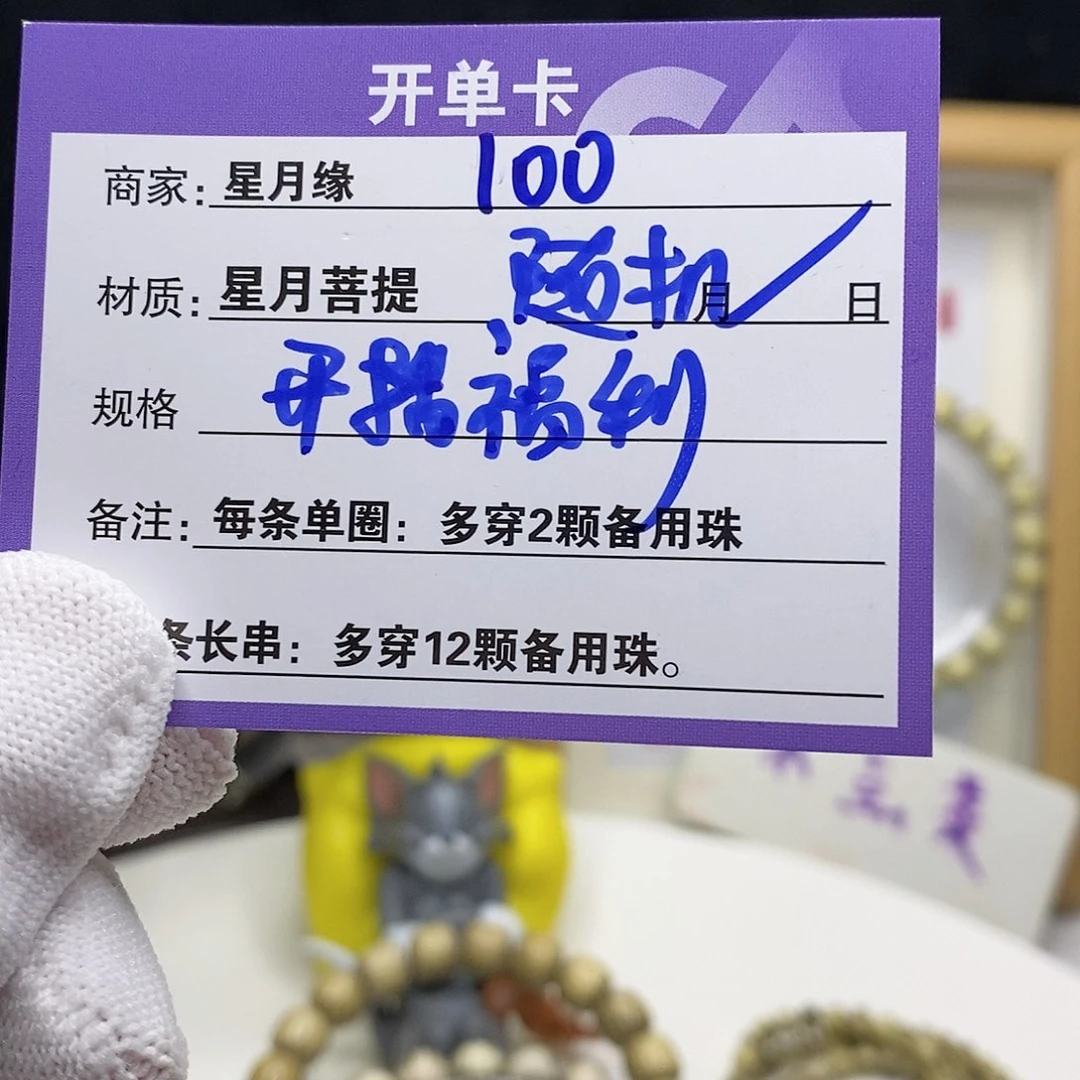 开单卡
商家：星月缘 100
材质：星月菩提 随机 月 日
规格 开播福利
备注：每条单圈：多穿2颗备用珠
条长串：多穿12颗备用珠。